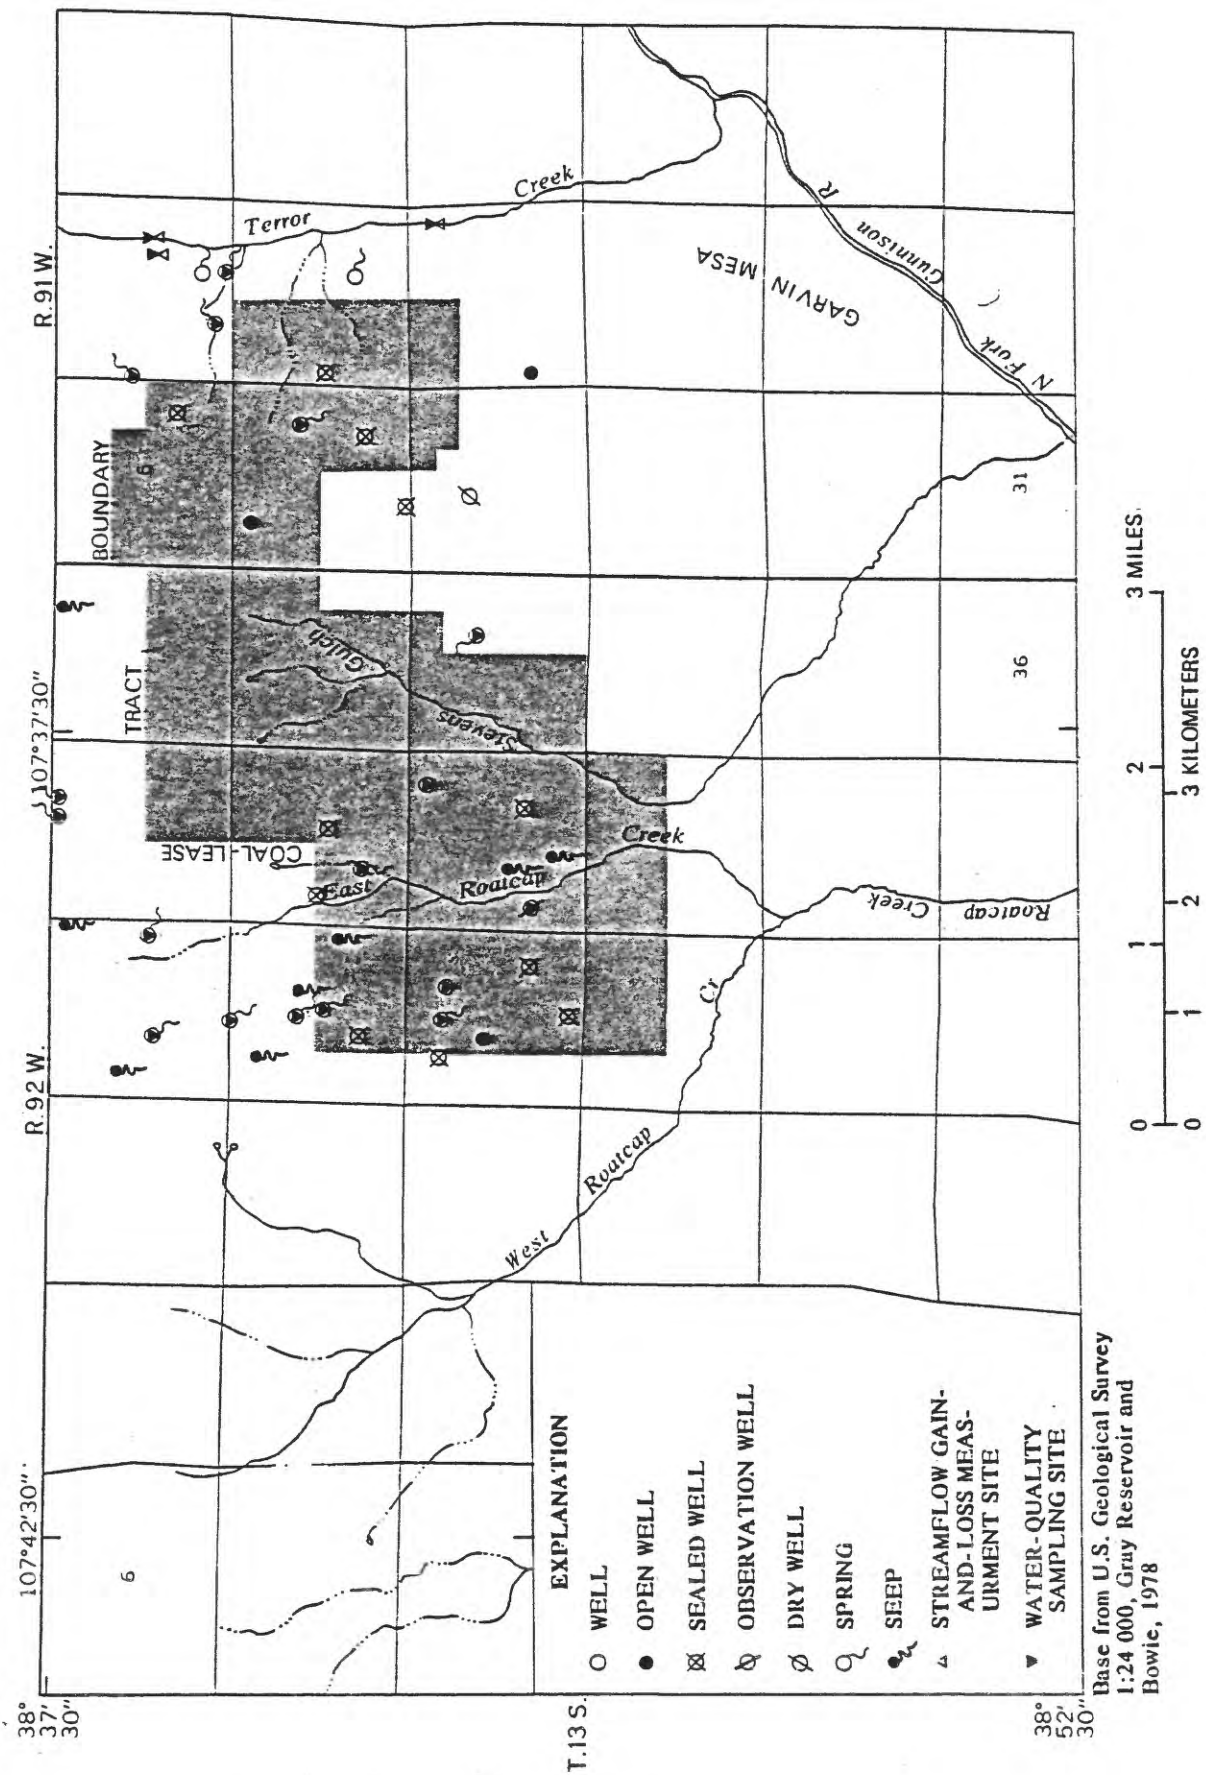 107°42'30"
R.92 W.
107°37'30"
R.91 W.
38°
37'
30"
6
TRACT
BOUNDARY
6
COAL-LEASE
Terror
Creek
Gulch
Stevens
East
Roatcap
Creek
GARVIN MESA
N Fork
Gunnison
R
West
Roatcap
Cr
Roatcap
Creek
36
31
T.13 S.
EXPLANATION
WELL
OPEN WELL
SEALED WELL
OBSERVATION WELL
DRY WELL
SPRING
SEEP
STREAMFLOW GAIN-
AND-LOSS MEAS-
URMENT SITE
WATER-QUALITY
SAMPLING SITE
38°
52'
30"
Base from U.S. Geological Survey
1:24 000, Gray Reservoir and
Bowie, 1978
0 1 2 3 MILES
0 1 2 3 KILOMETERS